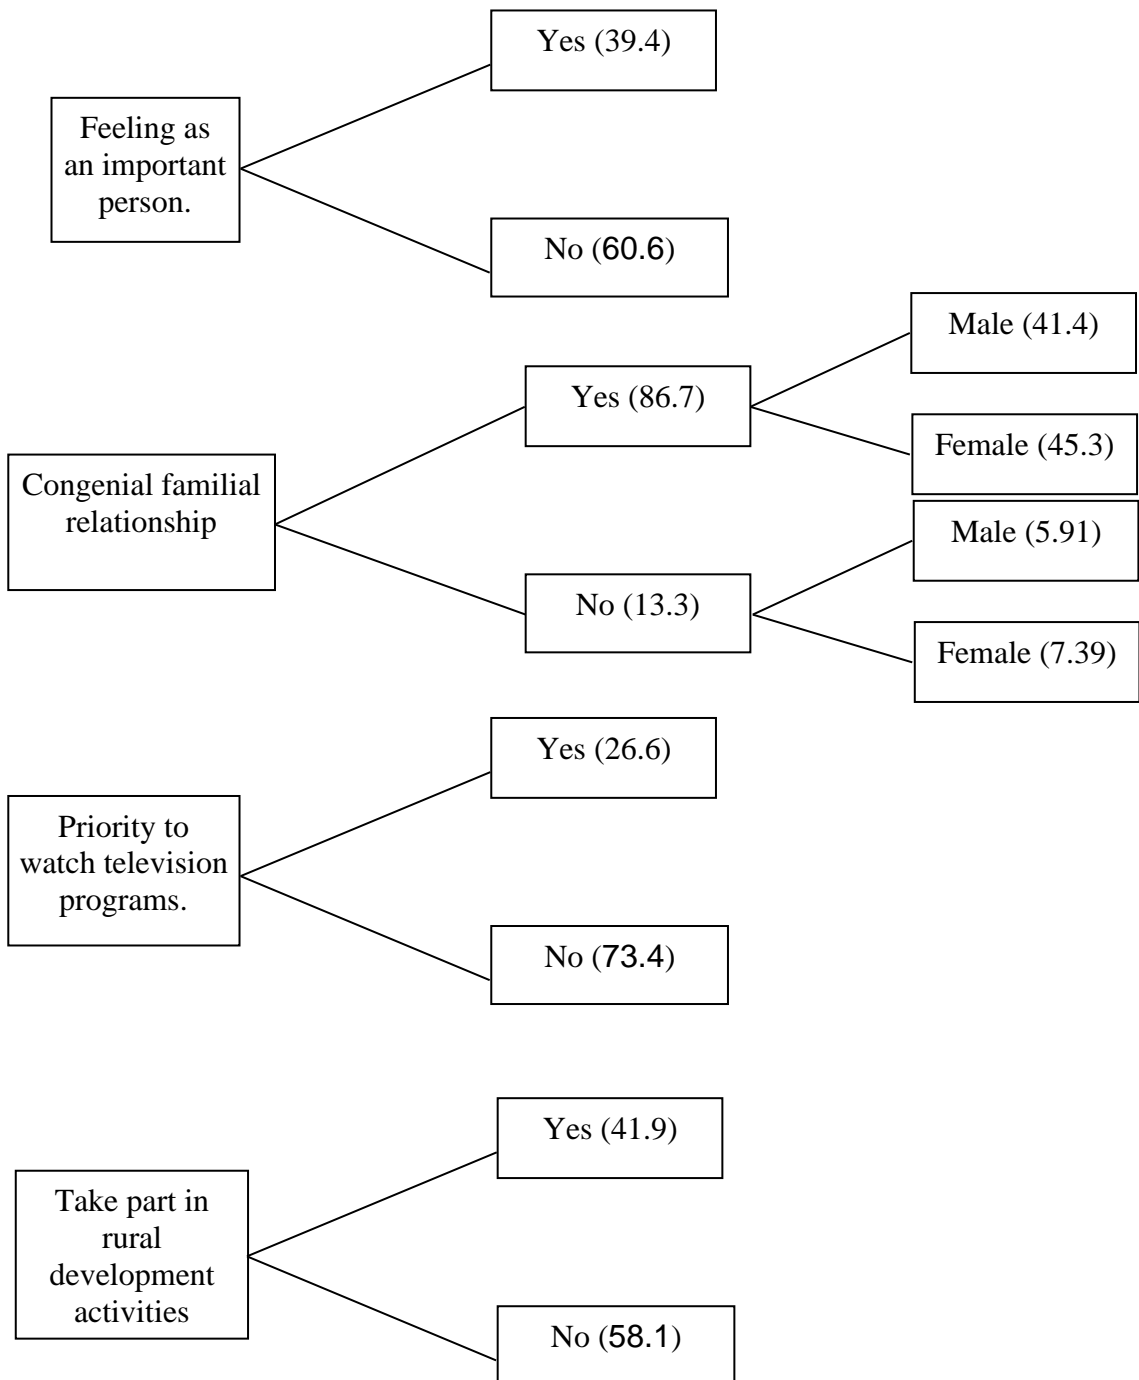 Yes (39.4)
Feeling as
an important
person.
No (60.6)
Male (41.4)
Yes (86.7)
Female (45.3)
Congenial familial
relationship
Male (5.91)
No (13.3)
Female (7.39)
Yes (26.6)
Priority to
watch television
programs.
No (73.4)
Yes (41.9)
Take part in
rural
development
activities
No (58.1)